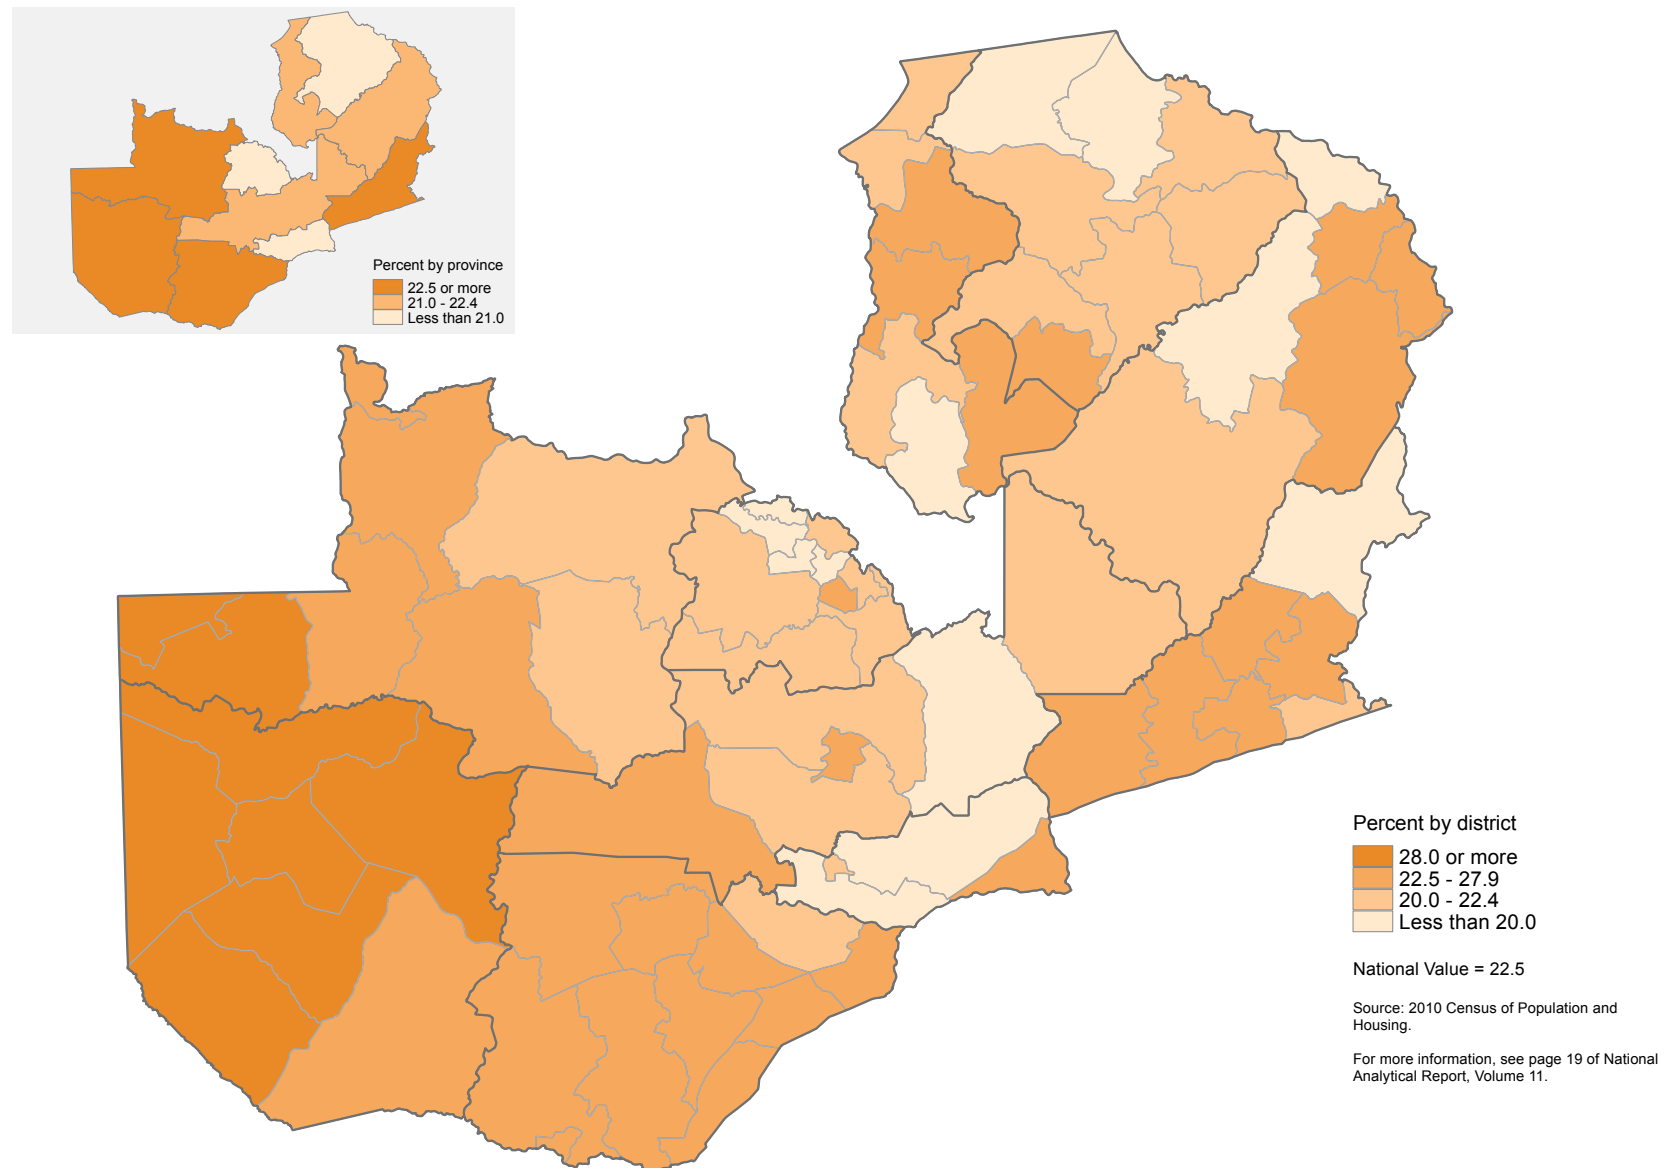 Percent by province
22.5 or more
21.0 - 22.4
Less than 21.0
Percent by district
28.0 or more
22.5 - 27.9
20.0 - 22.4
Less than 20.0
National Value = 22.5
Source: 2010 Census of Population and
Housing.
For more information, see page 19 of National
Analytical Report, Volume 11.